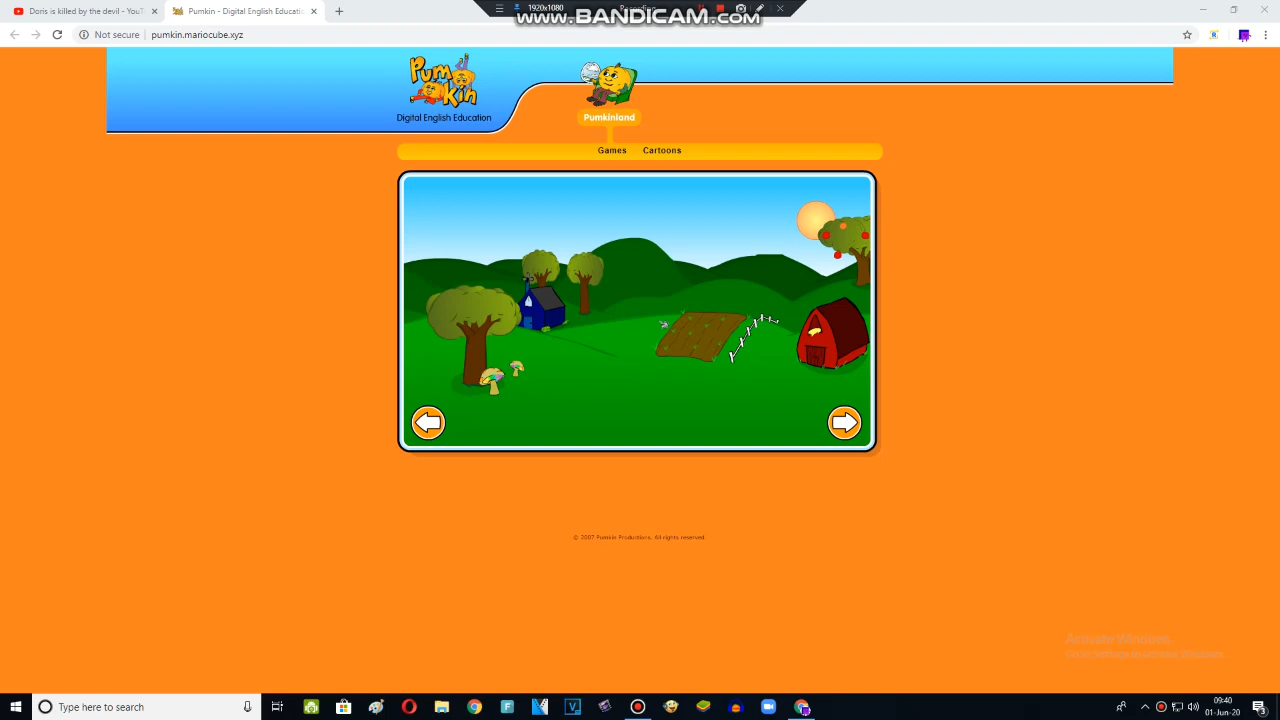 1920x1080
Recording
www.BANDICAM.com
Doris is killed by the devil - YouT
Pumkin - Digital English Educatio
Not secure
pumkin.mariocube.xyz
Pumkin
Digital English Education
Pumkinland
Games
Cartoons
© 2007 Pumkin Productions. All rights reserved.
Activate Windows
Go to Settings to activate Windows.
Type here to search
09:40
01-Jun-20